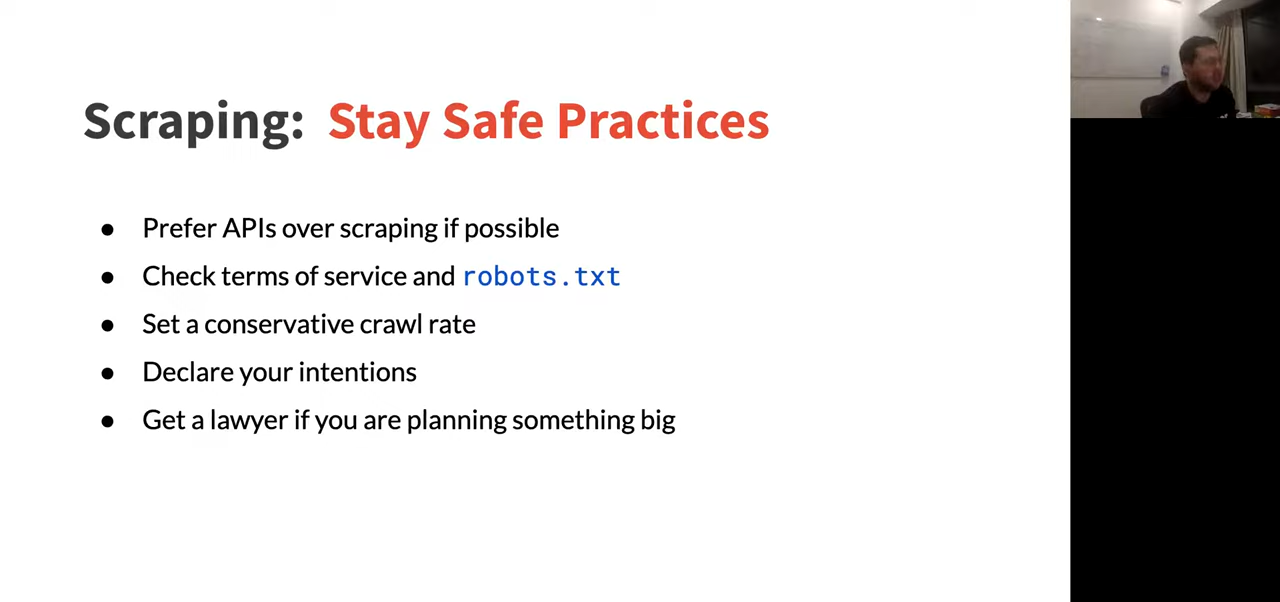 Scraping: Stay Safe Practices
● Prefer APIs over scraping if possible
● Check terms of service and robots.txt
● Set a conservative crawl rate
● Declare your intentions
● Get a lawyer if you are planning something big